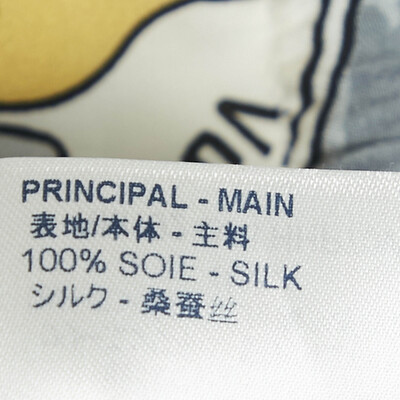 PRINCIPAL - MAIN
表地/本体 - 主料
100% SOIE - SILK
シルク - 桑蚕丝